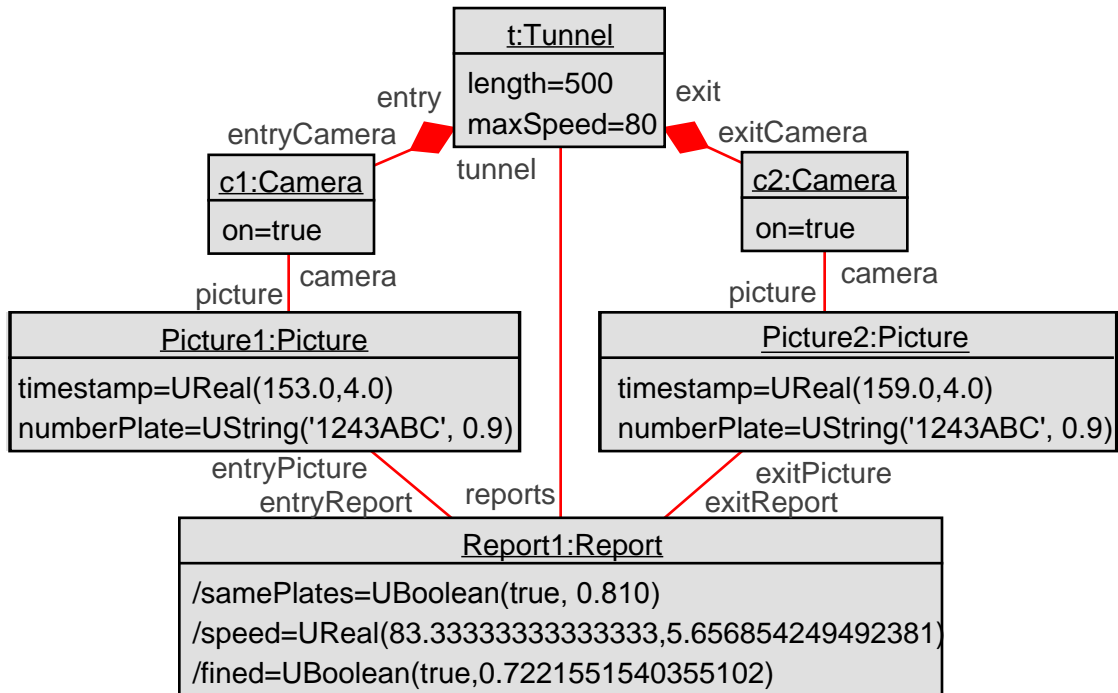 t:Tunnel
length=500
maxSpeed=80
entry
exit
entryCamera
exitCamera
tunnel
c1:Camera
on=true
c2:Camera
on=true
camera
picture
camera
picture
Picture1:Picture
timestamp=UReal(153.0,4.0)
numberPlate=UString('1243ABC', 0.9)
Picture2:Picture
timestamp=UReal(159.0,4.0)
numberPlate=UString('1243ABC', 0.9)
entryPicture
entryReport
reports
exitPicture
exitReport
Report1:Report
/samePlates=UBoolean(true, 0.810)
/speed=UReal(83.33333333333333,5.656854249492381)
/fined=UBoolean(true,0.7221551540355102)